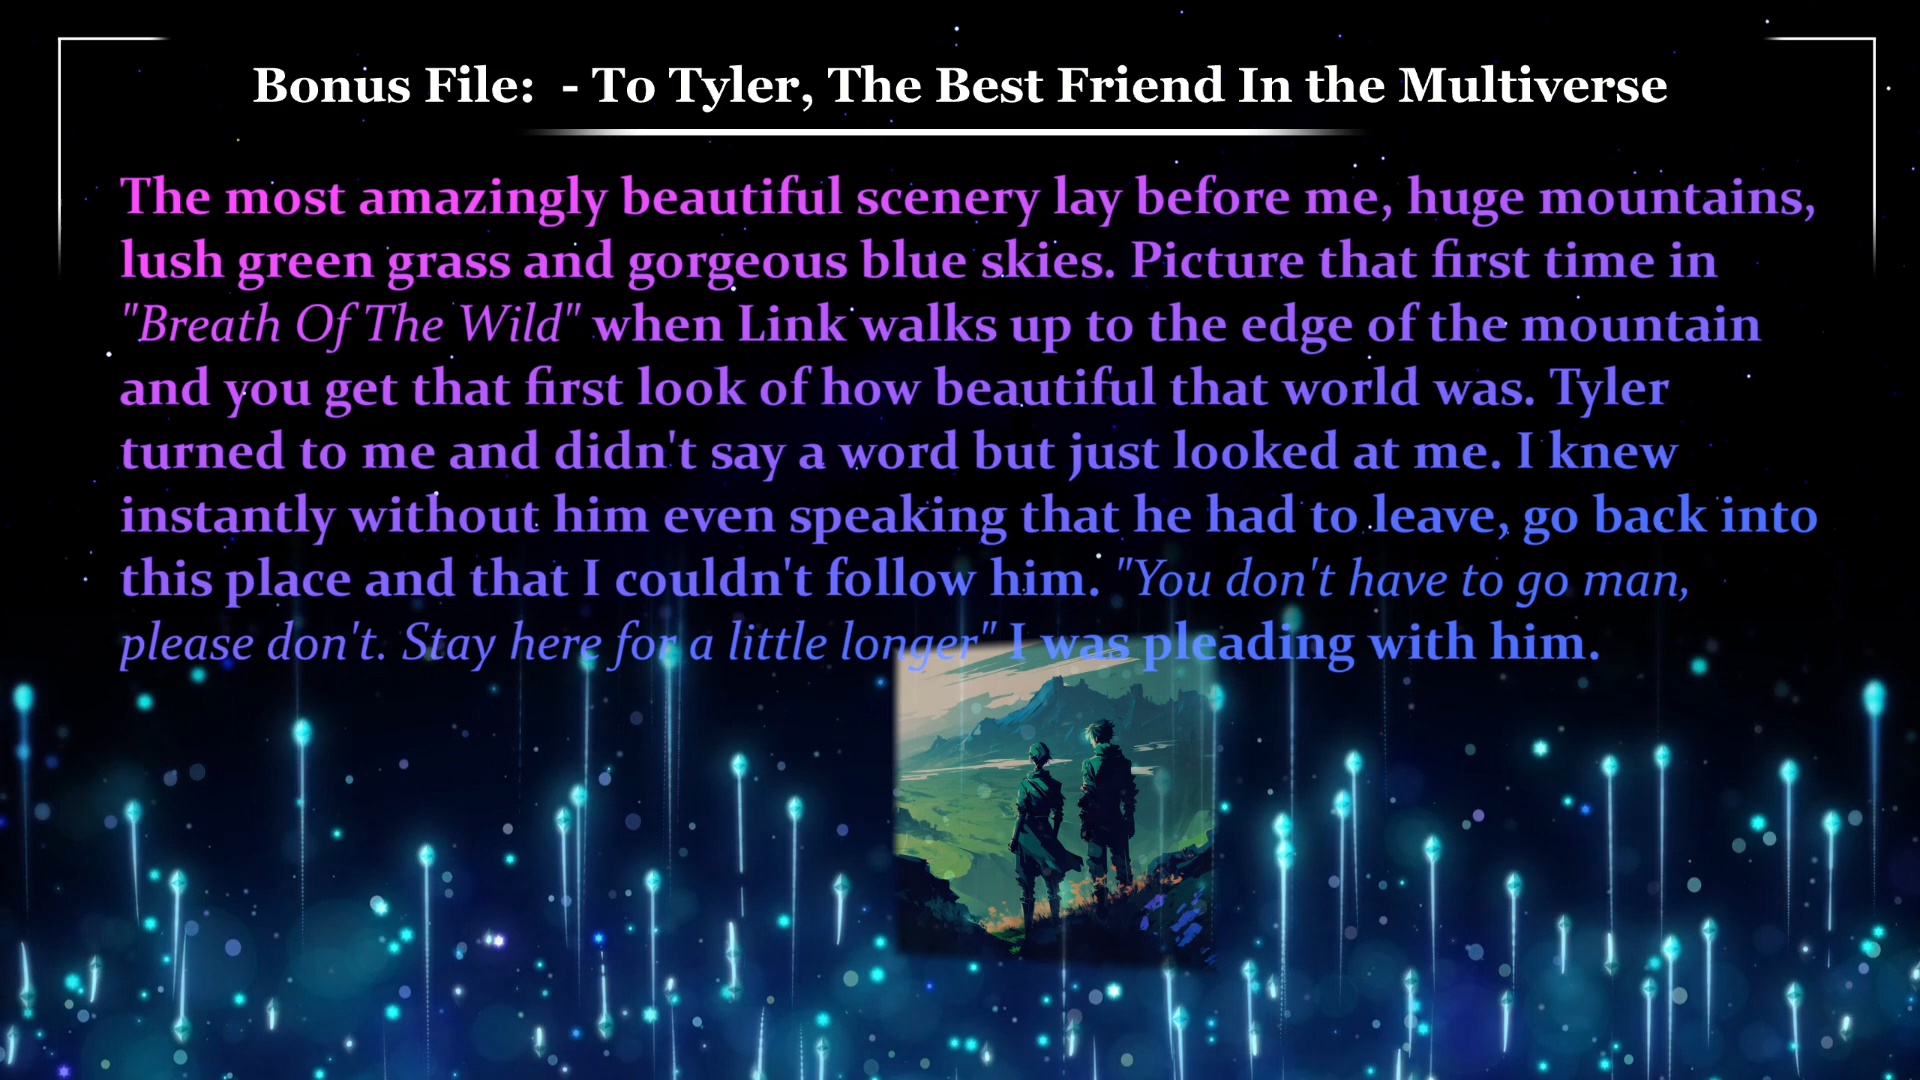 Bonus File:  - To Tyler, The Best Friend In the Multiverse
The most amazingly beautiful scenery lay before me, huge mountains,
lush green grass and gorgeous blue skies. Picture that first time in
"Breath Of The Wild" when Link walks up to the edge of the mountain
and you get that first look of how beautiful that world was. Tyler
turned to me and didn't say a word but just looked at me. I knew
instantly without him even speaking that he had to leave, go back into
this place and that I couldn't follow him. "You don't have to go man,
please don't. Stay here for a little longer" I was pleading with him.